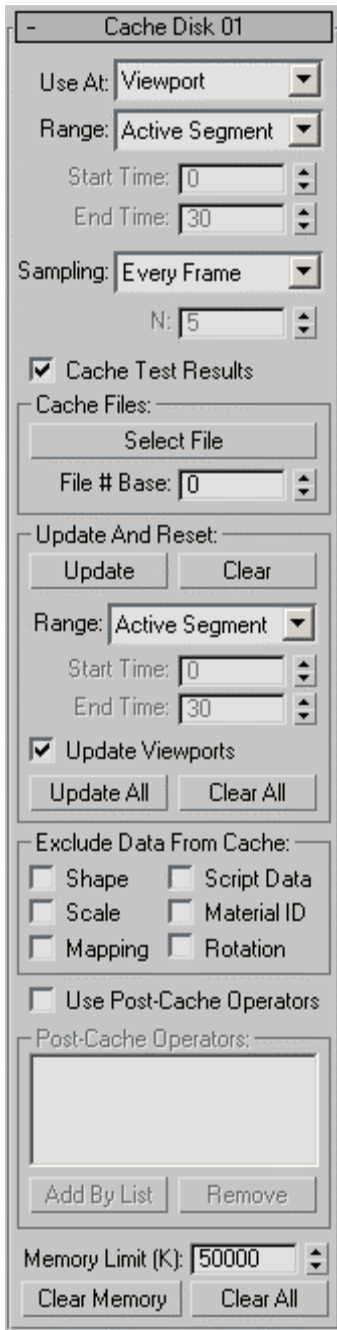 - Cache Disk 01
Use At: Viewport
Range: Active Segment
Start Time: 0
End Time: 30
Sampling: Every Frame
N: 5
Cache Test Results
Cache Files:
Select File
File # Base: 0
Update And Reset:
Update Clear
Range: Active Segment
Start Time: 0
End Time: 30
Update Viewports
Update All Clear All
Exclude Data From Cache:
Shape Script Data
Scale Material ID
Mapping Rotation
Use Post-Cache Operators
Post-Cache Operators:
Add By List Remove
Memory Limit (K): 50000
Clear Memory Clear All